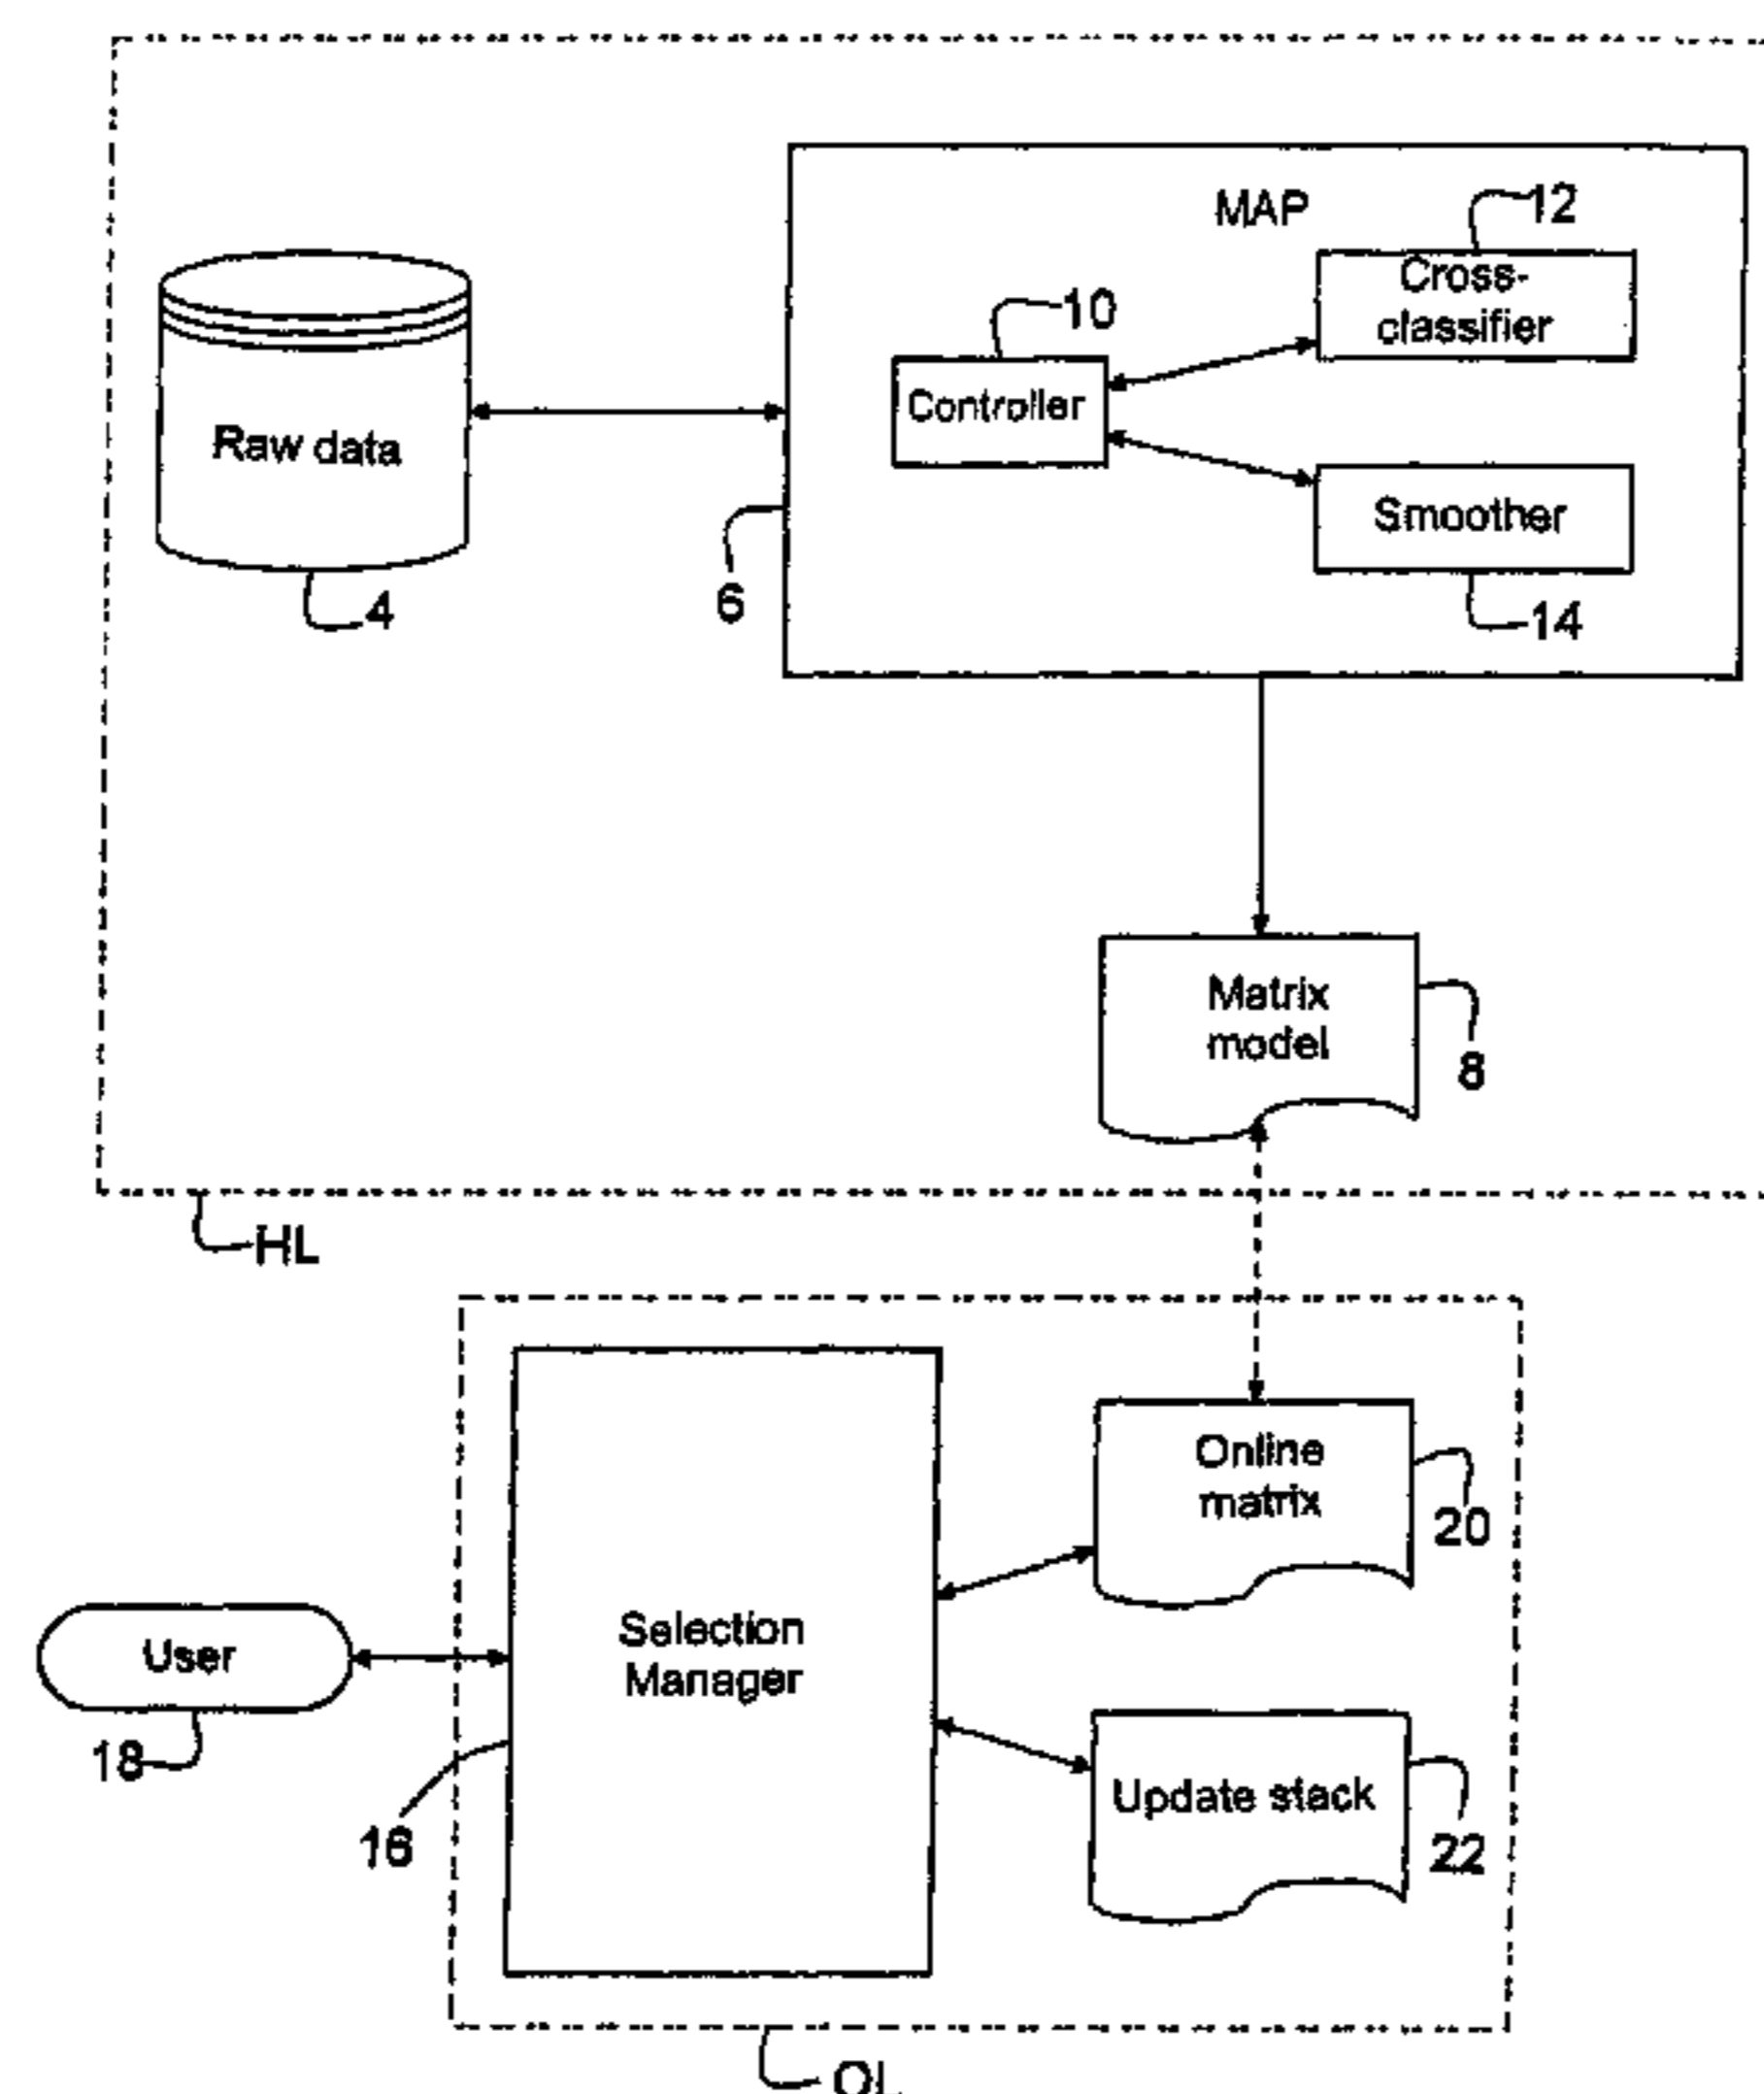 MAP
12
Cross-
classifier
10
Controller
Raw data
Smoother
6
4
14
Matrix
model
8
HL
Online
matrix
20
Selection
Manager
User
18
16
Update stack
22
OL